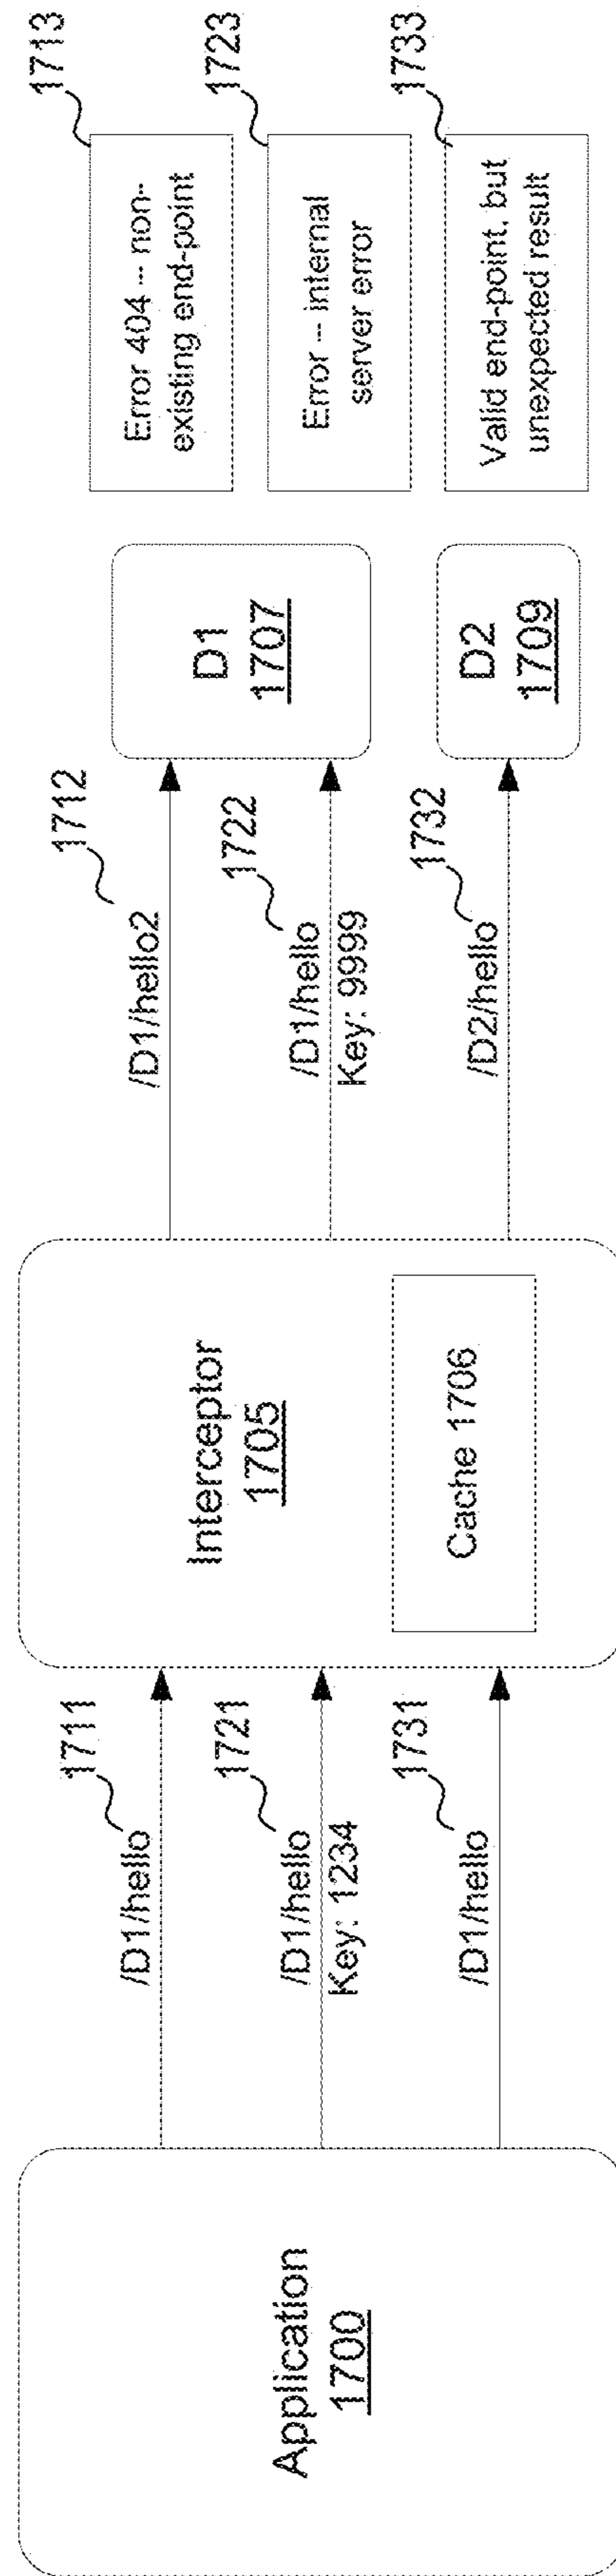 Application
1700
/D1/hello
1711
/D1/hello
Key: 1234
1721
/D1/hello
1731
Interceptor
1705
Cache 1706
/D1/hello2
1712
/D1/hello
Key: 9999
1722
/D2/hello
1732
D1
1707
D2
1709
Error 404 -- non-
existing end-point
1713
Error -- internal
server error
1723
Valid end-point, but
unexpected result
1733